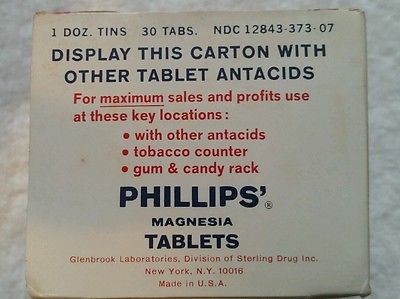 1 DOZ. TINS 30 TABS. NDC 12843-373-07
DISPLAY THIS CARTON WITH
OTHER TABLET ANTACIDS
For maximum sales and profits use
at these key locations:
• with other antacids
• tobacco counter
• gum & candy rack
PHILLIPS'®
MAGNESIA
TABLETS
Glenbrook Laboratories, Division of Sterling Drug Inc.
New York, N.Y. 10016
Made in U.S.A.